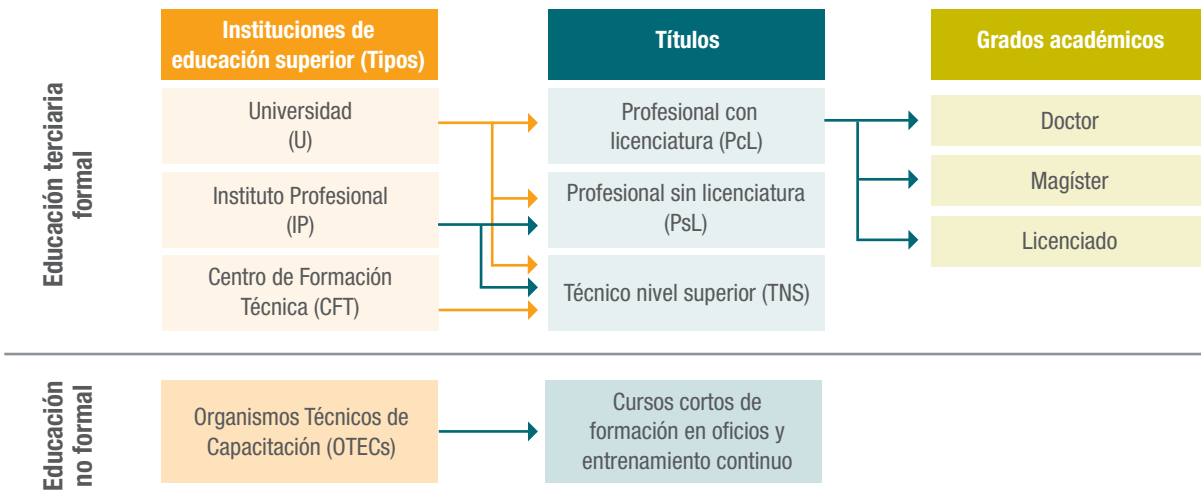 Instituciones de
educación superior (Tipos)
Títulos
Grados académicos
Educación terciaria
formal
Universidad
(U)
Profesional con
licenciatura (PcL)
Doctor
Instituto Profesional
(IP)
Profesional sin licenciatura
(PsL)
Magíster
Centro de Formación
Técnica (CFT)
Técnico nivel superior (TNS)
Licenciado
Educación
no formal
Organismos Técnicos de
Capacitación (OTECs)
Cursos cortos de
formación en oficios y
entrenamiento continuo